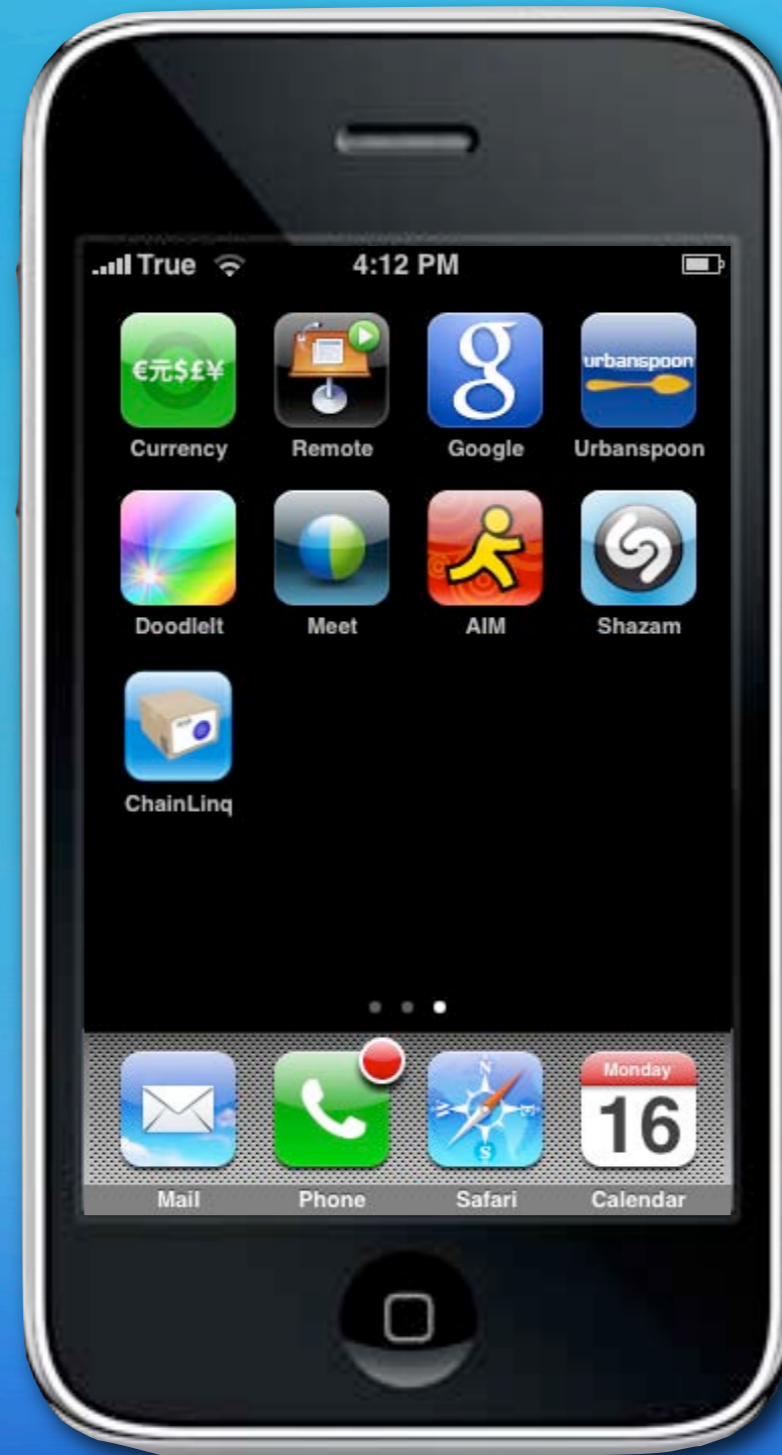 True 4:12 PM
€元$£¥
urbanspoon
Currency Remote Google Urbanspoon
g
DoodleIt Meet AIM Shazam
ChainLinq
Monday
16
N
S
Mail Phone Safari Calendar